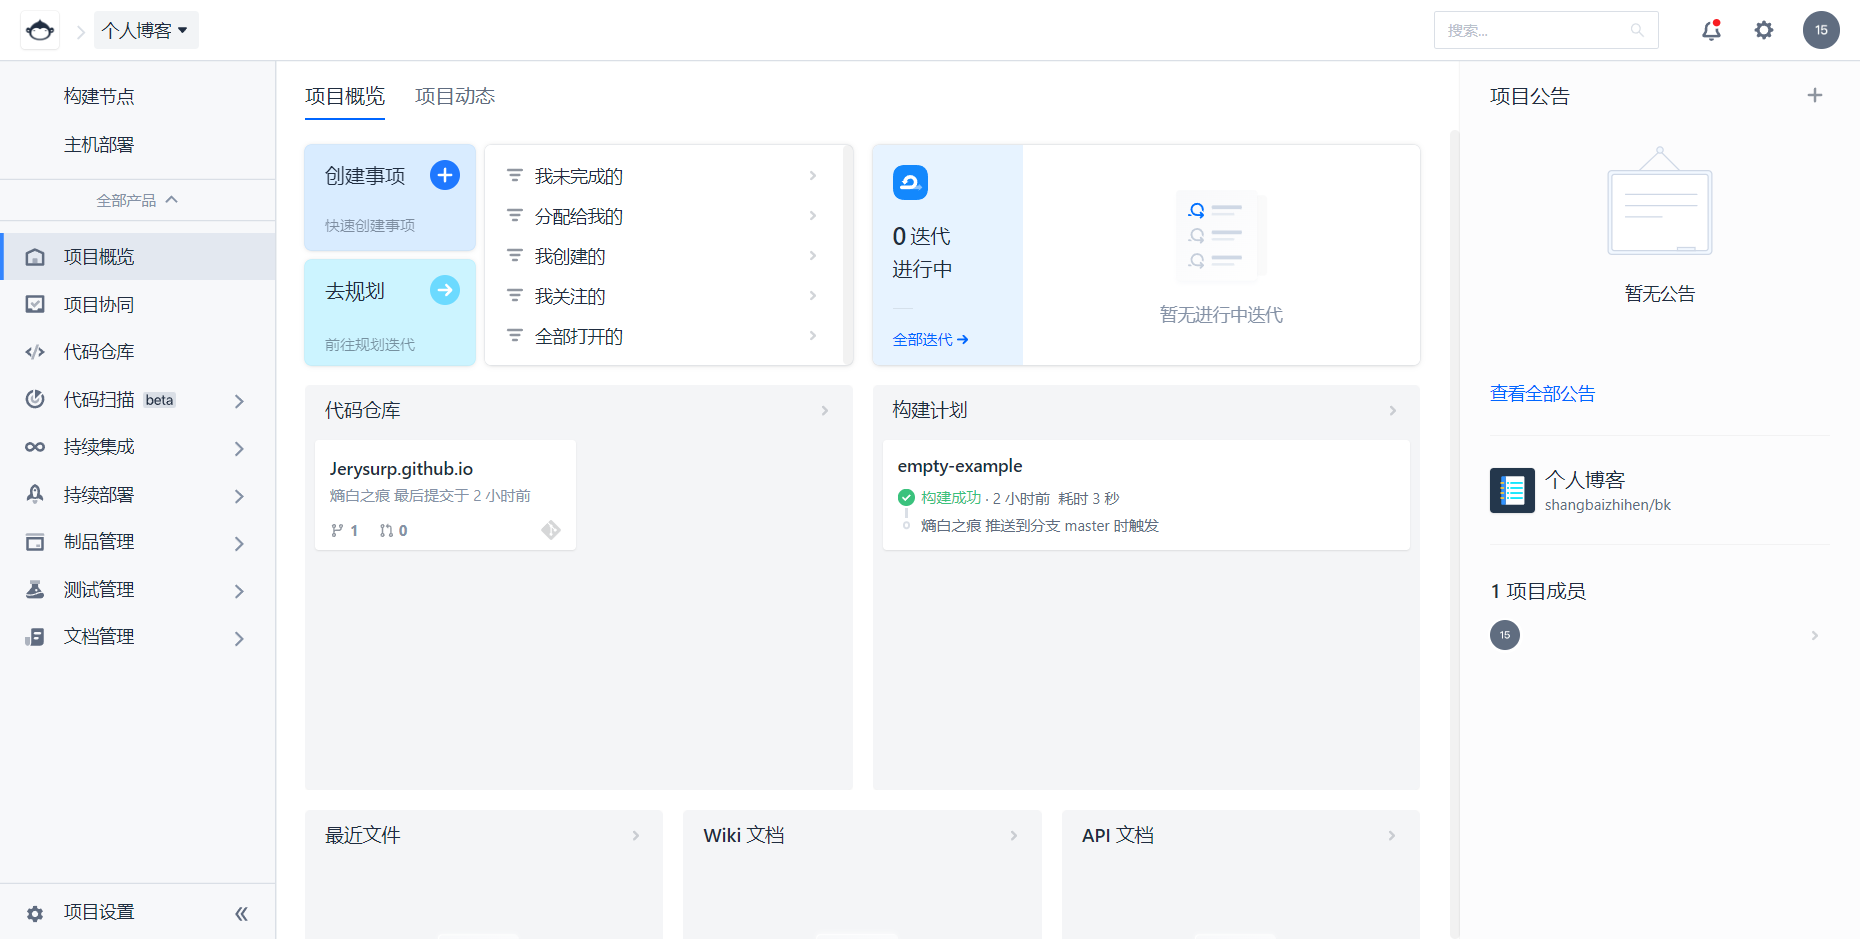 个人博客
搜索...
15
构建节点
主机部署
全部产品
项目概览
项目协同
代码仓库
代码扫描 beta
持续集成
持续部署
制品管理
测试管理
文档管理
项目设置
项目概览 项目动态
创建事项
快速创建事项
去规划
前往规划迭代
我未完成的
分配给我的
我创建的
我关注的
全部打开的
0 迭代
进行中
全部迭代
暂无进行中迭代
代码仓库
Jerysurp.github.io
熵白之痕 最后提交于 2 小时前
1 0
构建计划
empty-example
构建成功 · 2 小时前 耗时 3 秒
熵白之痕 推送到分支 master 时触发
最近文件
Wiki 文档
API 文档
项目公告
暂无公告
查看全部公告
个人博客
shangbaizhihen/bk
1 项目成员
15